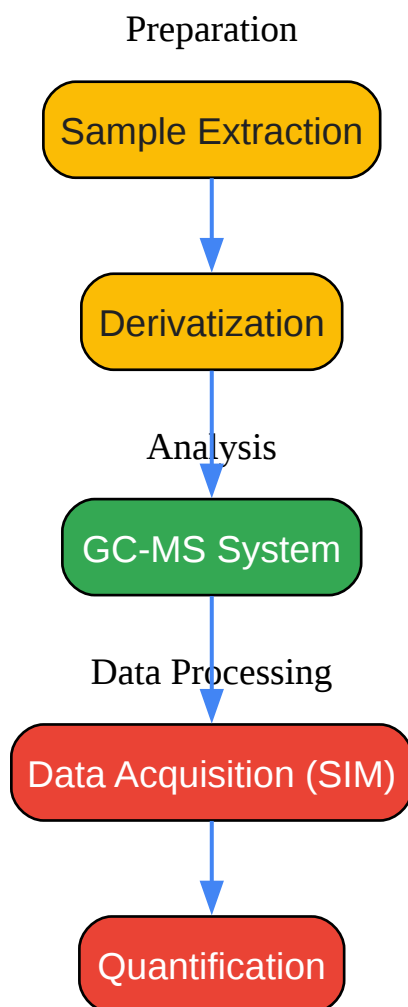 Preparation
Sample Extraction
Derivatization
Analysis
GC-MS System
Data Processing
Data Acquisition (SIM)
Quantification